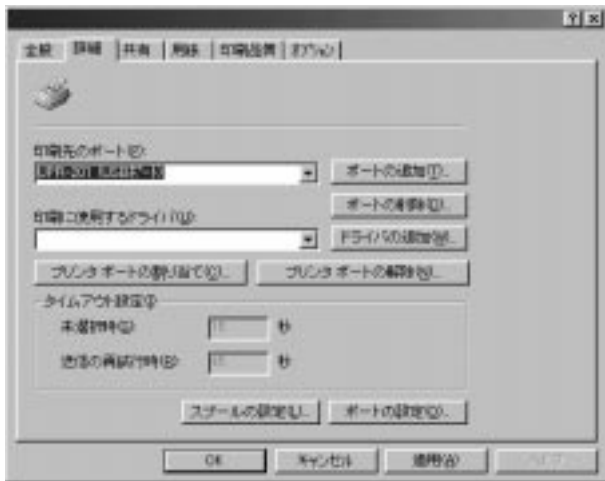 全般 詳細 共有 用紙 印刷品質 オプション
印刷先のポート(P):
ポートの追加(T)...
ポートの削除(D)...
印刷に使用するドライバ(U):
ドライバの追加(W)...
プリンタ ポートの割り当て(C)... プリンタ ポートの解除(N)...
タイムアウト設定
未選択時(S): 秒
送信の再試行時(R): 秒
スプールの設定(L)... ポートの設定(O)...
OK キャンセル 適用(A) ヘルプ